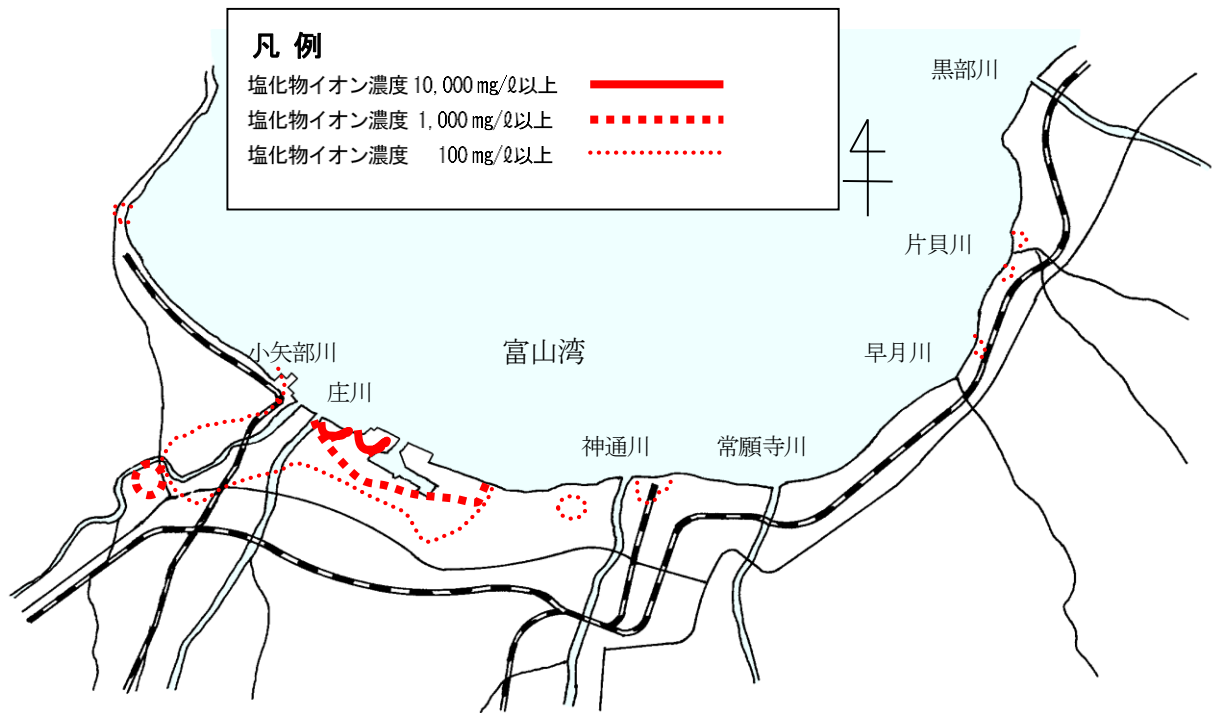 凡 例
塩化物イオン濃度 10,000 mg/ℓ以上
塩化物イオン濃度 1,000 mg/ℓ以上
塩化物イオン濃度 100 mg/ℓ以上
黒部川
片貝川
早月川
富山湾
小矢部川
庄川
神通川
常願寺川